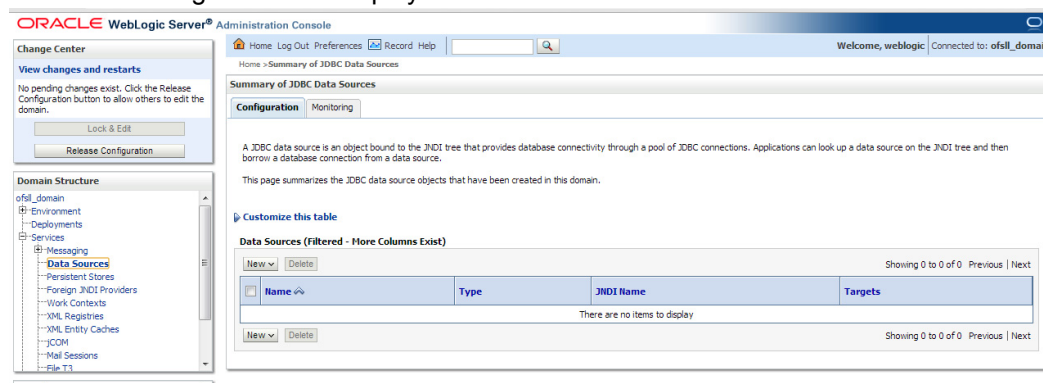 ORACLE WebLogic Server® Administration Console
Change Center
View changes and restarts
No pending changes exist. Click the Release
Configuration button to allow others to edit the
domain.
Lock & Edit
Release Configuration
Domain Structure
ofsll_domain
Environment
Deployments
Services
Messaging
Data Sources
Persistent Stores
Foreign JNDI Providers
Work Contexts
XML Registries
XML Entity Caches
jCOM
Mail Sessions
File T3
Home Log Out Preferences Record Help
Welcome, weblogic Connected to: ofsll_domai
Home >Summary of JDBC Data Sources
Summary of JDBC Data Sources
Configuration Monitoring
A JDBC data source is an object bound to the JNDI tree that provides database connectivity through a pool of JDBC connections. Applications can look up a data source on the JNDI tree and then
borrow a database connection from a data source.
This page summarizes the JDBC data source objects that have been created in this domain.
Customize this table
Data Sources (Filtered - More Columns Exist)
New Delete Showing 0 to 0 of 0 Previous | Next
Name Type JNDI Name Targets
There are no items to display
New Delete Showing 0 to 0 of 0 Previous | Next